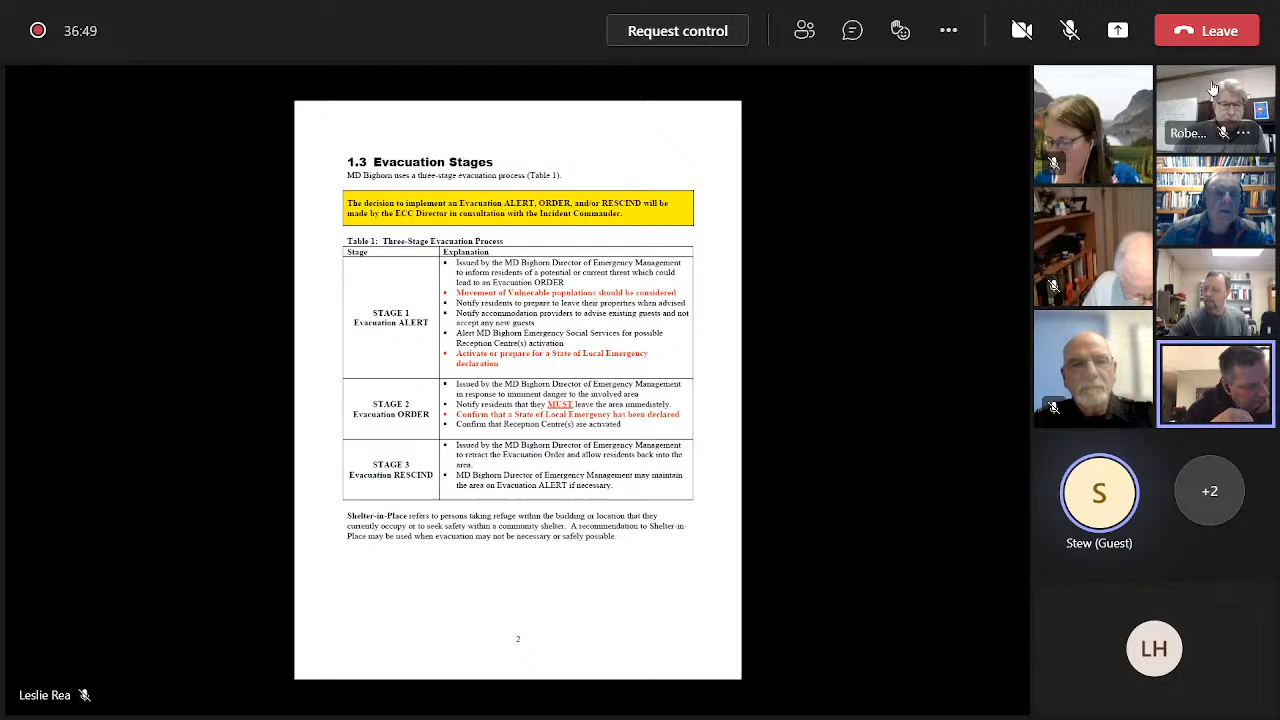 36:49
Request control
Leave
1.3 Evacuation Stages
MD Bighorn uses a three-stage evacuation process (Table 1).
The decision to implement an Evacuation ALERT, ORDER, and/or RESCIND will be
made by the ECC Director in consultation with the Incident Commander.
Table 1: Three-Stage Evacuation Process
Stage
Explanation
STAGE 1
Evacuation ALERT
▪ Issued by the MD Bighorn Director of Emergency Management
to inform residents of a potential or current threat which could
lead to an Evacuation ORDER
▪ Movement of Vulnerable populations should be considered
▪ Notify residents to prepare to leave their properties when advised
▪ Notify accommodation providers to advise existing guests and not
accept any new guests
▪ Alert MD Bighorn Emergency Social Services for possible
Reception Centre(s) activation
▪ Activate or prepare for a State of Local Emergency
declaration
STAGE 2
Evacuation ORDER
▪ Issued by the MD Bighorn Director of Emergency Management
in response to imminent danger to the involved area
▪ Notify residents that they MUST leave the area immediately.
▪ Confirm that a State of Local Emergency has been declared
▪ Confirm that Reception Centre(s) are activated
STAGE 3
Evacuation RESCIND
▪ Issued by the MD Bighorn Director of Emergency Management
to retract the Evacuation Order and allow residents back into the
area.
▪ MD Bighorn Director of Emergency Management may maintain
the area on Evacuation ALERT if necessary.
Shelter-in-Place refers to persons taking refuge within the building or location that they
currently occupy or to seek safety within a community shelter. A recommendation to Shelter-in-
Place may be used when evacuation may not be necessary or safely possible.
2
Leslie Rea
Robe...
S
+2
Stew (Guest)
LH